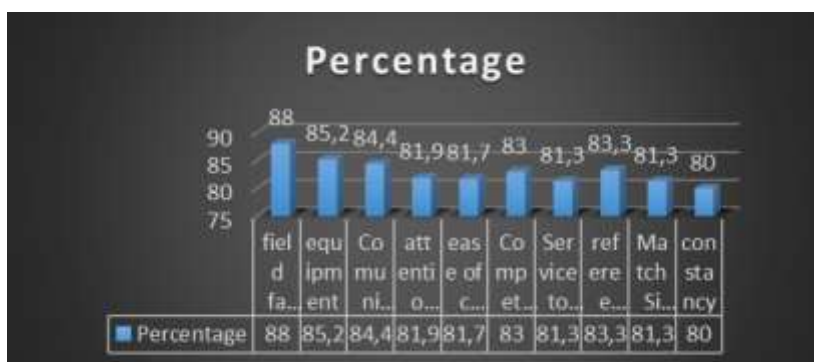 Percentage
88
85,2
84,4
81,9
81,7
83
81,3
83,3
81,3
80
90
85
80
75
fiel
d
fa...
equ
ipm
ent
Co
mu
ni...
att
enti
o...
eas
e of
c...
Co
mp
et...
Ser
vice
to...
ref
ere
e...
Ma
tch
Si...
con
sta
ncy
Percentage 88 85,2 84,4 81,9 81,7 83 81,3 83,3 81,3 80